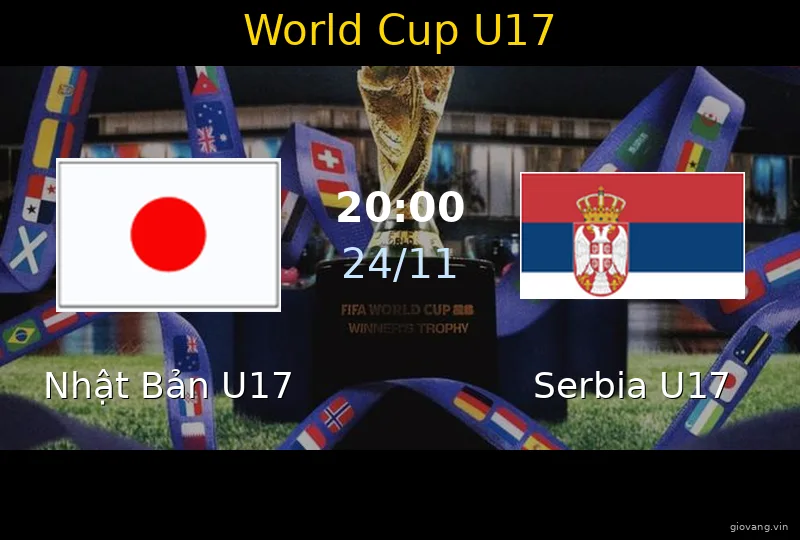 World Cup U17
20:00
24/11
FIFA WORLD CUP 26
WINNER'S TROPHY
Nhật Bản U17
Serbia U17
giovang.vin